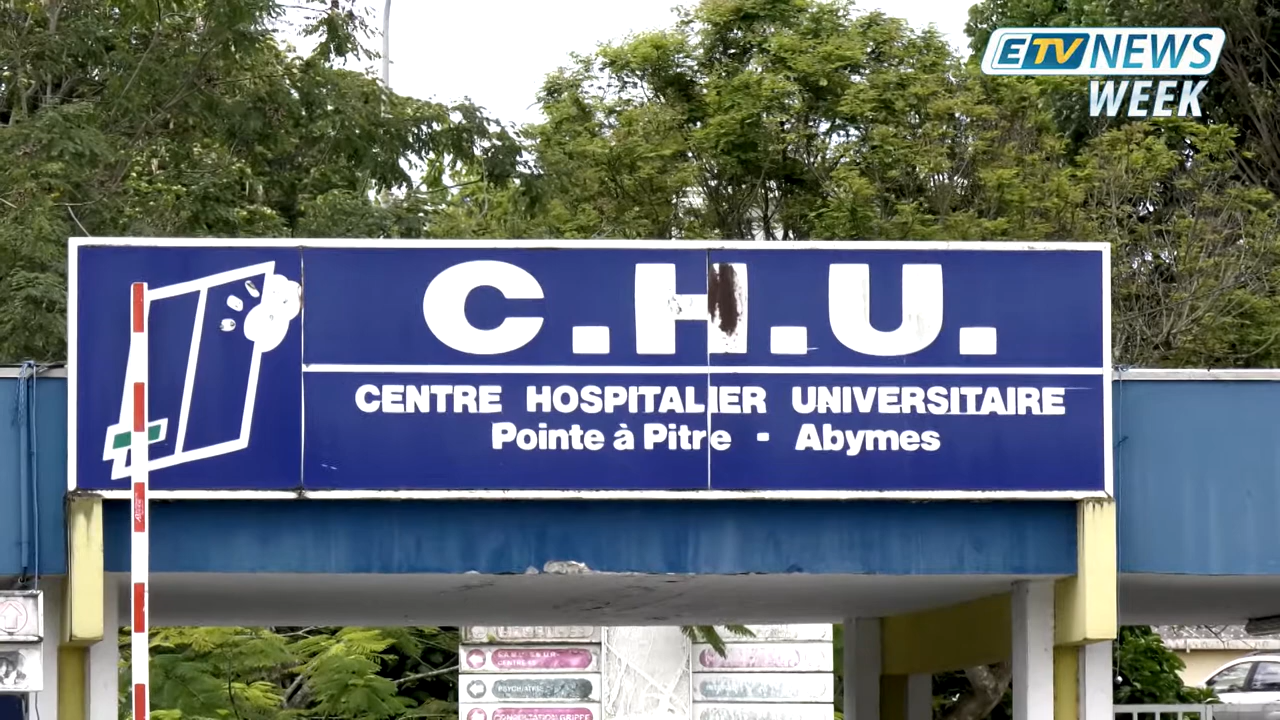 ETV NEWS
WEEK
C.H.U.
CENTRE HOSPITALIER UNIVERSITAIRE
Pointe à Pitre - Abymes
PSYCHIATRIE